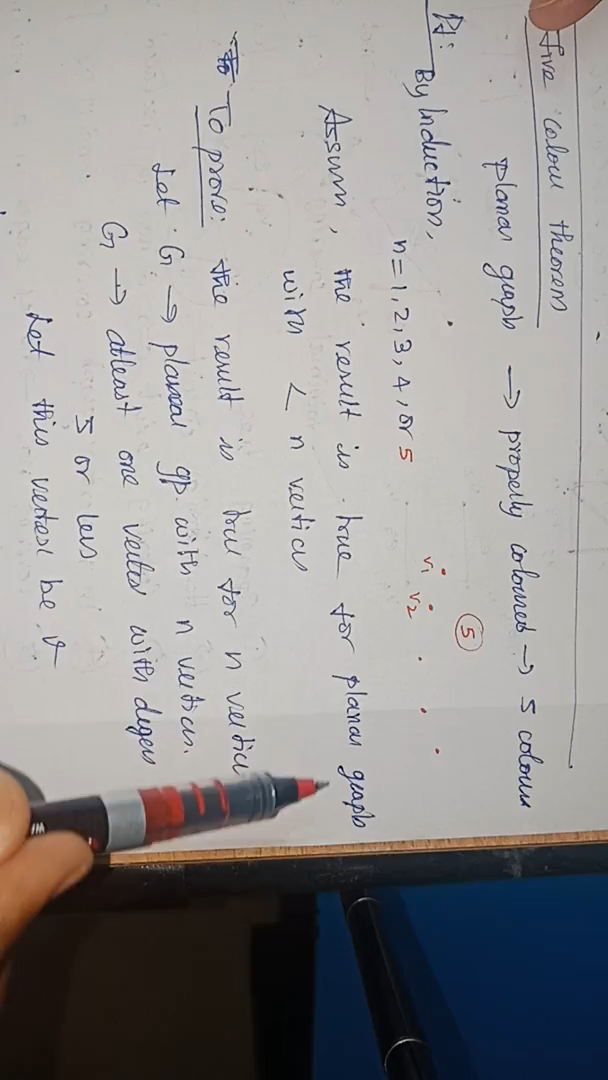 Five colour theorem
planar graph → properly coloured → 5 colours
Pf:
By Induction,
n = 1, 2, 3, 4, or 5
v1 v2
5
Assum, the result is true for planar graph
with < n vertices
To prove: the result is true for n vertice
Let G → planar gp with n vertices.
G → atleast one vertex with degree
5 or less
Let this vertex be v